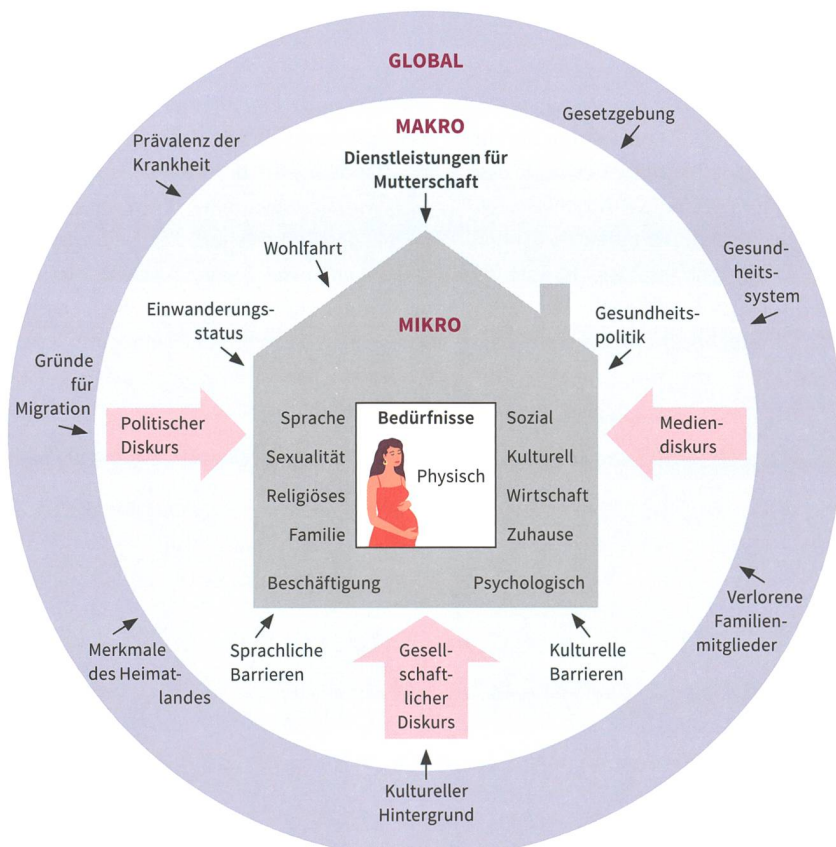 GLOBAL
MAKRO
Dienstleistungen für
Mutterschaft
Gesetzgebung
Prävalenz der
Krankheit
Wohlfahrt
Gesund-
heits-
system
Einwanderungs-
status
MIKRO
Gesundheits-
politik
Gründe
für
Migration
Politischer
Diskurs
Sprache
Sexualität
Religiöses
Familie
Bedürfnisse
Physisch
Sozial
Kulturell
Wirtschaft
Zuhause
Medien-
diskurs
Beschäftigung
Psychologisch
Merkmale
des Heimat-
landes
Sprachliche
Barrieren
Gesell-
schaft-
licher
Diskurs
Kulturelle
Barrieren
Verlorene
Familien-
mitglieder
Kultureller
Hintergrund